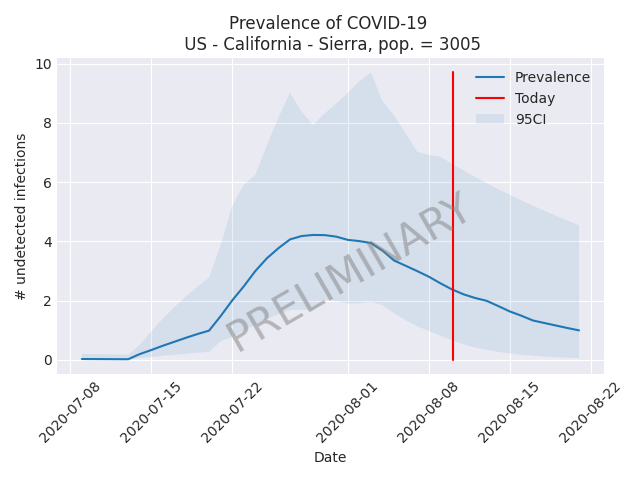 Prevalence of COVID-19
US - California - Sierra, pop. = 3005
10
8
6
4
2
0
# undetected infections
Prevalence
Today
95CI
PRELIMINARY
2020-07-08
2020-07-15
2020-07-22
2020-08-01
2020-08-08
2020-08-15
2020-08-22
Date